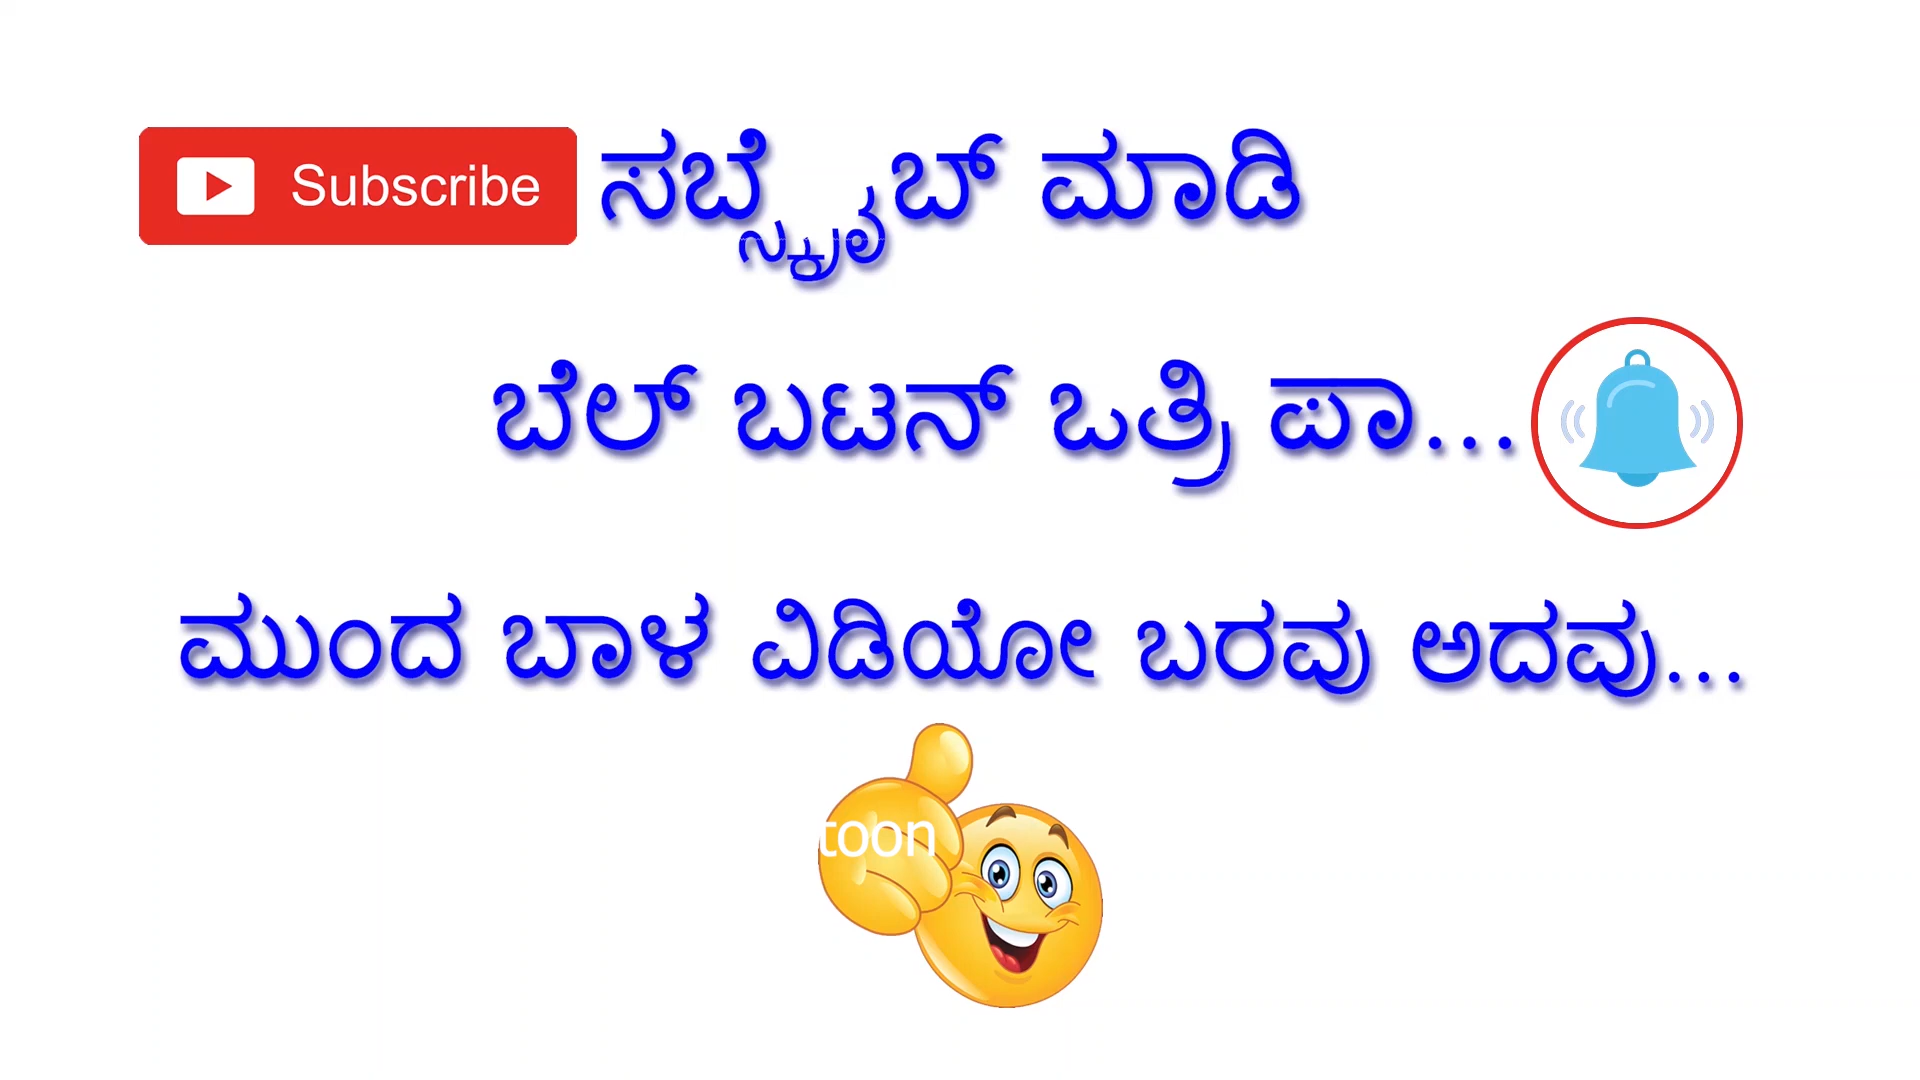 Subscribe ಸಬ್ಸ್ಕ್ರೈಬ್ ಮಾಡಿ
ಬೆಲ್ ಬಟನ್ ಒತ್ರಿ ಪಾ...
ಮುಂದ ಬಾಳ ವಿಡಿಯೋ ಬರವು ಅದವು...
toon